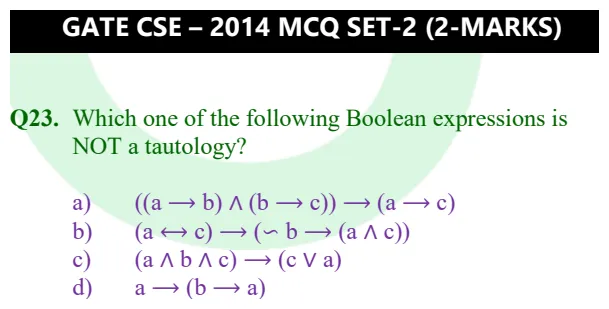 GATE CSE – 2014 MCQ SET-2 (2-MARKS)
Q23. Which one of the following Boolean expressions is
NOT a tautology?
a) ((a ⟶ b) ∧ (b ⟶ c)) ⟶ (a ⟶ c)
b) (a ⟷ c) ⟶ (∽ b ⟶ (a ∧ c))
c) (a ∧ b ∧ c) ⟶ (c ∨ a)
d) a ⟶ (b ⟶ a)